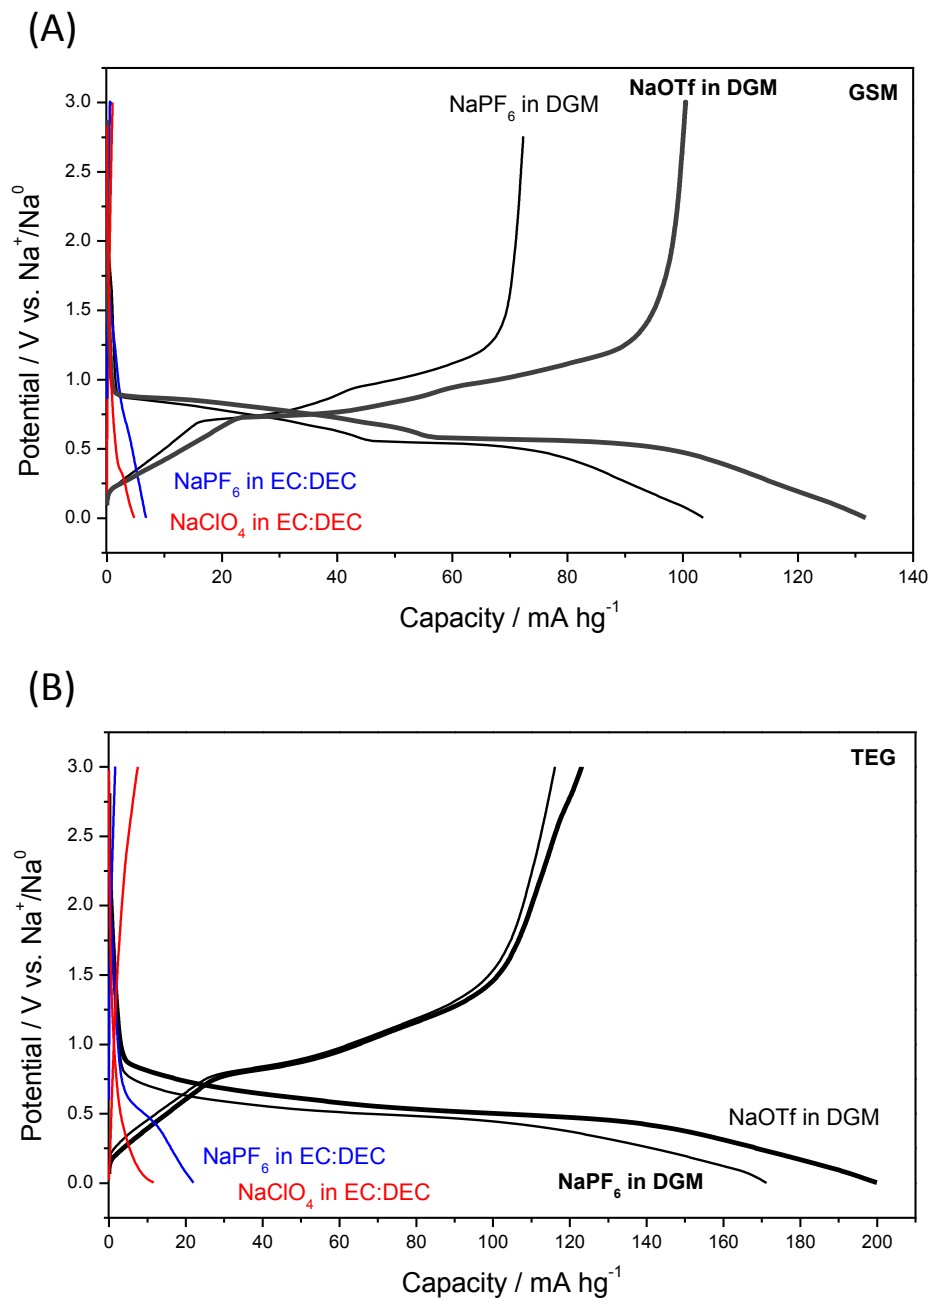 (A)
3.0
2.5
2.0
1.5
1.0
0.5
0.0
Potential / V vs. Na⁺/Na⁰
NaPF₆ in DGM
NaOTf in DGM
GSM
NaPF₆ in EC:DEC
NaClO₄ in EC:DEC
0 20 40 60 80 100 120 140
Capacity / mA hg⁻¹
(B)
3.0
2.5
2.0
1.5
1.0
0.5
0.0
Potential / V vs. Na⁺/Na⁰
TEG
NaOTf in DGM
NaPF₆ in EC:DEC
NaPF₆ in DGM
NaClO₄ in EC:DEC
0 20 40 60 80 100 120 140 160 180 200
Capacity / mA hg⁻¹